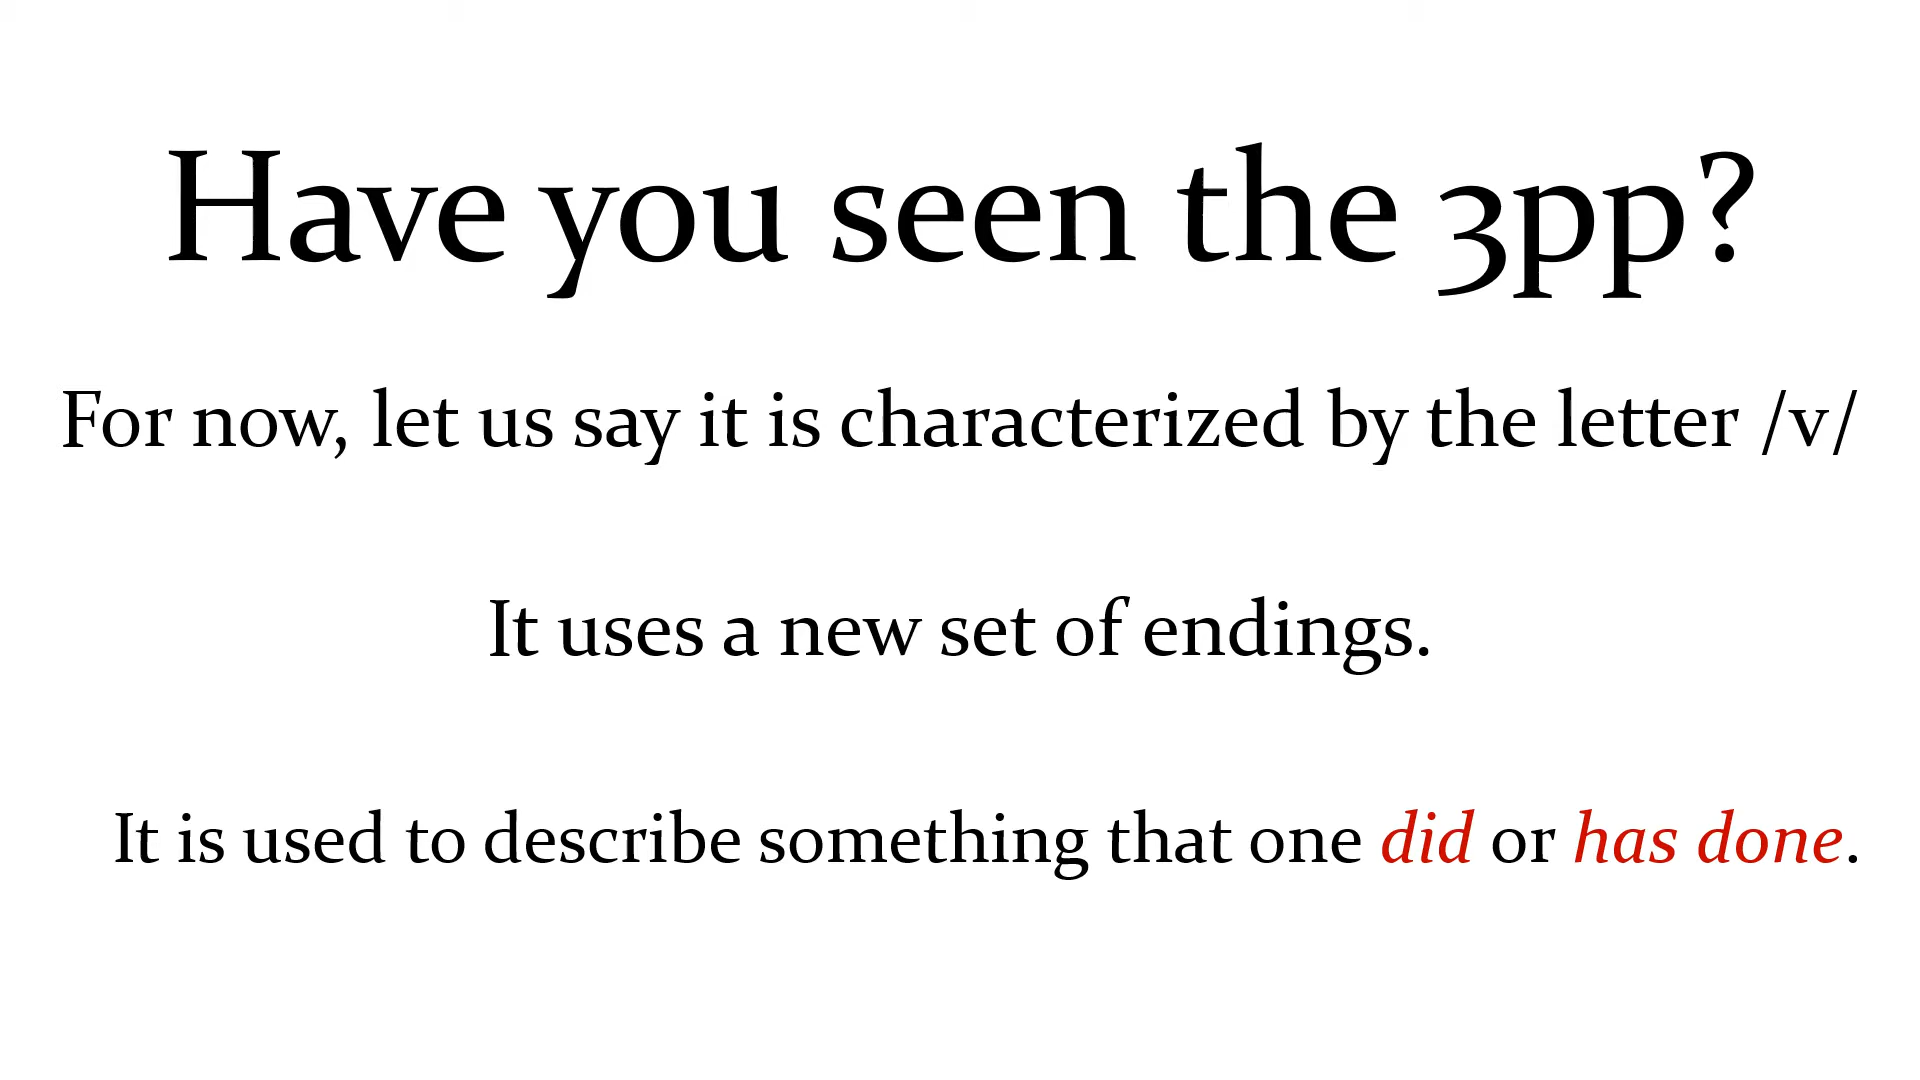 Have you seen the 3pp?
For now, let us say it is characterized by the letter /v/
It uses a new set of endings.
It is used to describe something that one did or has done.